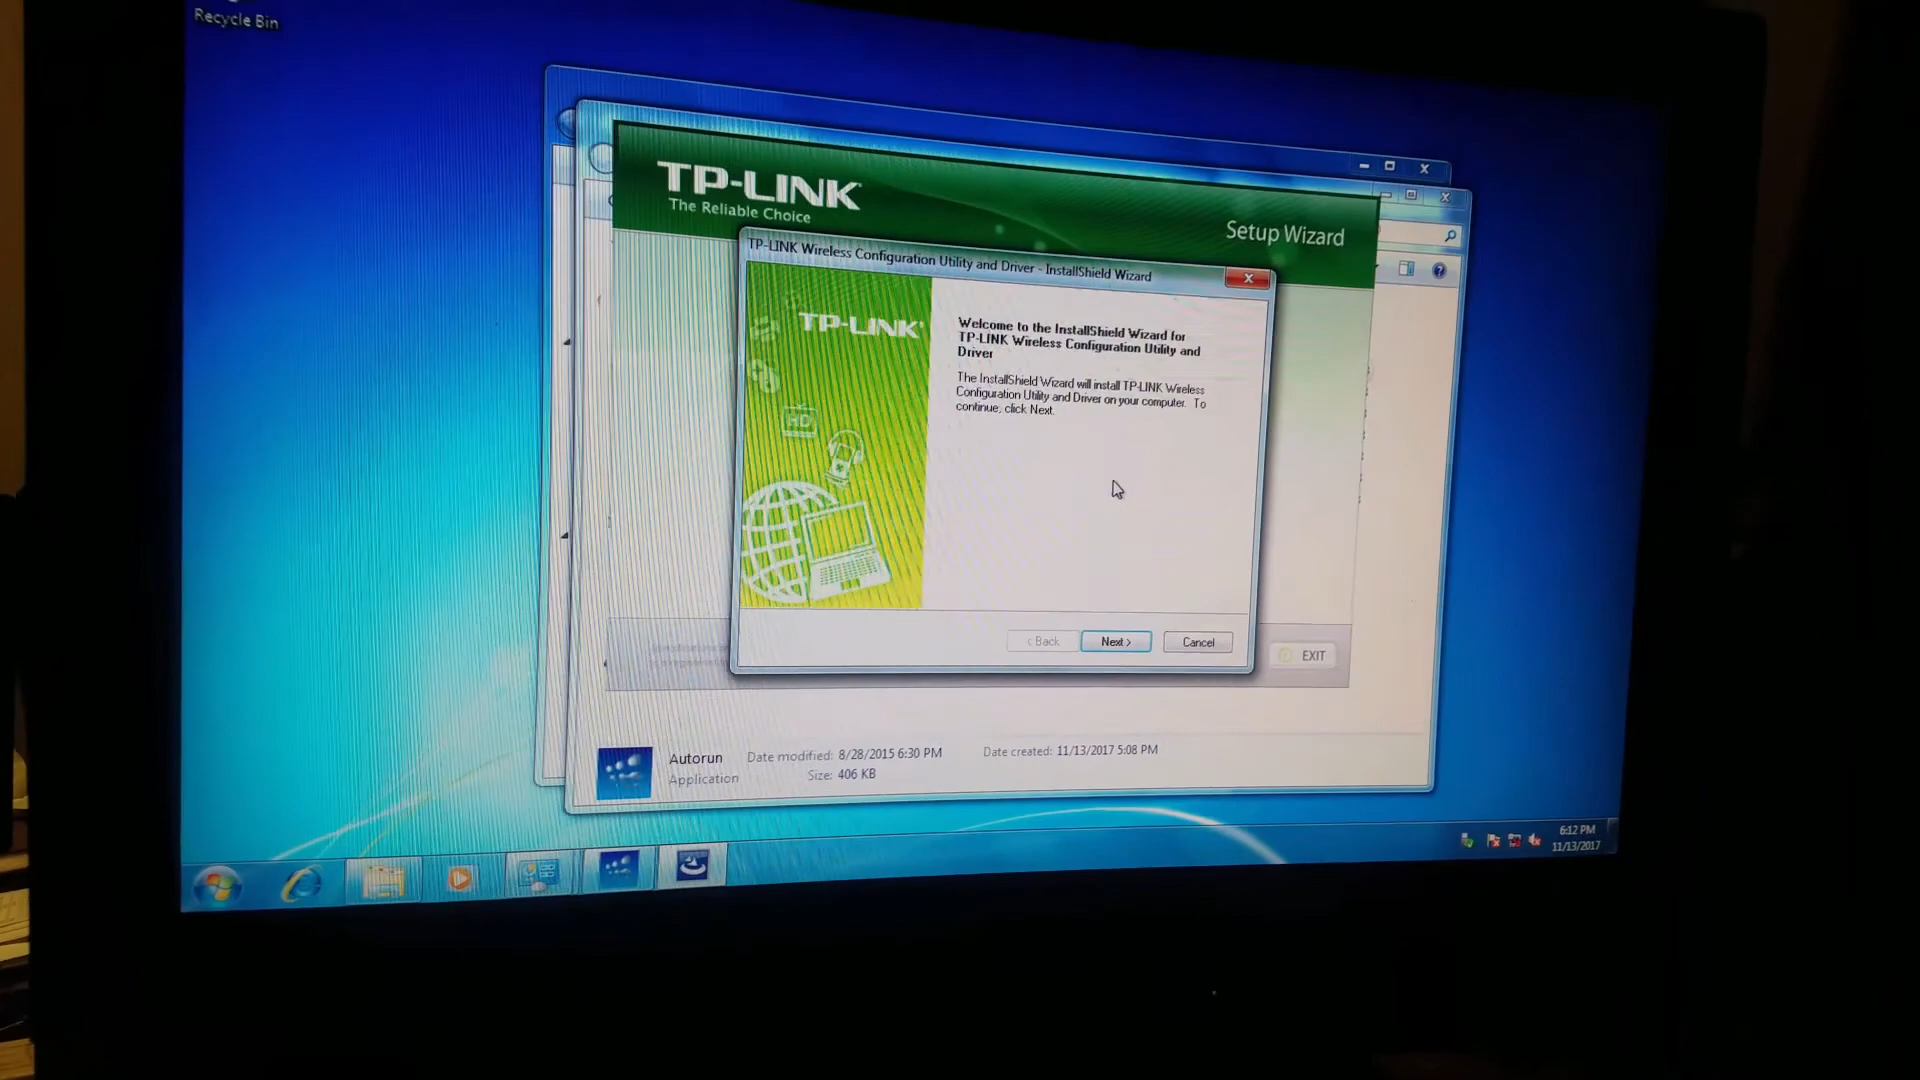 Recycle Bin
TP-LINK
The Reliable Choice
Setup Wizard
TP-LINK Wireless Configuration Utility and Driver - InstallShield Wizard
TP-LINK
HD
Welcome to the InstallShield Wizard for
TP-LINK Wireless Configuration Utility and
Driver
The InstallShield Wizard will install TP-LINK Wireless
Configuration Utility and Driver on your computer. To
continue, click Next.
< Back
Next >
Cancel
EXIT
Autorun
Date modified: 8/28/2015 6:30 PM
Date created: 11/13/2017 5:08 PM
Application
Size: 406 KB
6:12 PM
11/13/2017